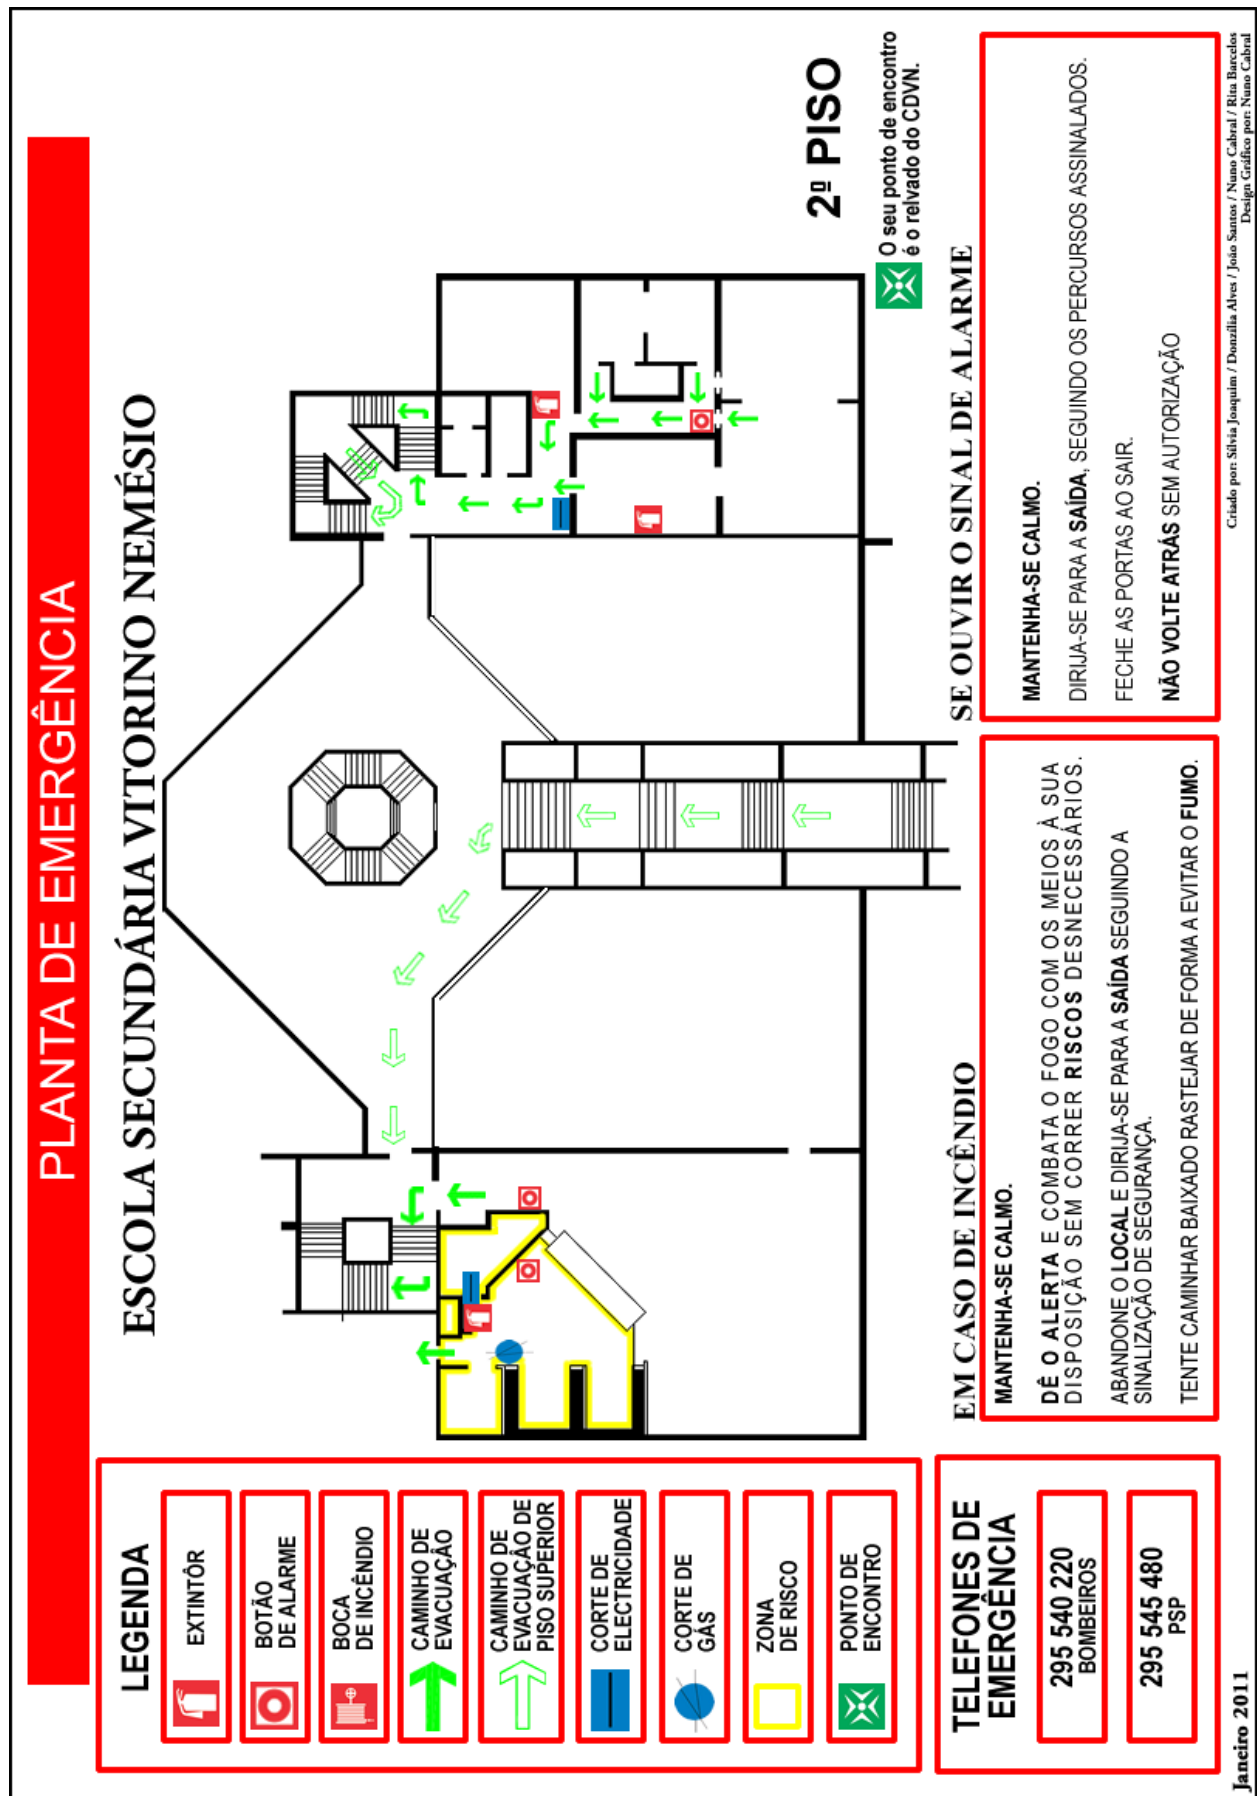 PLANTA DE EMERGÊNCIA
ESCOLA SECUNDÁRIA VITORINO NEMÉSIO
2º PISO
O seu ponto de encontro
é o relvado do CDVN.
LEGENDA
EXTINTÔR
BOTÃO
DE ALARME
BOCA
DE INCÊNDIO
CAMINHO DE
EVACUAÇÂO
CAMINHO DE
EVACUAÇÂO DE
PISO SUPERIOR
CORTE DE
ELECTRICIDADE
CORTE DE
GÁS
ZONA
DE RISCO
PONTO DE
ENCONTRO
TELEFONES DE
EMERGÊNCIA
295 540 220
BOMBEIROS
295 545 480
PSP
EM CASO DE INCÊNDIO
MANTENHA-SE CALMO.
DÊ O ALERTA E COMBATA O FOGO COM OS MEIOS À SUA
DISPOSIÇÃO SEM CORRER RISCOS DESNECESSÁRIOS.
ABANDONE O LOCAL E DIRIJA-SE PARA A SAÍDA SEGUINDO A
SINALIZAÇÃO DE SEGURANÇA.
TENTE CAMINHAR BAIXADO RASTEJAR DE FORMA A EVITAR O FUMO.
SE OUVIR O SINAL DE ALARME
MANTENHA-SE CALMO.
DIRIJA-SE PARA A SAÍDA, SEGUINDO OS PERCURSOS ASSINALADOS.
FECHE AS PORTAS AO SAIR.
NÃO VOLTE ATRÁS SEM AUTORIZAÇÃO
Janeiro 2011
Criado por: Sílvia Joaquim / Donzília Alves / João Santos / Nuno Cabral / Rita Barcelos
Design Gráfico por: Nuno Cabral